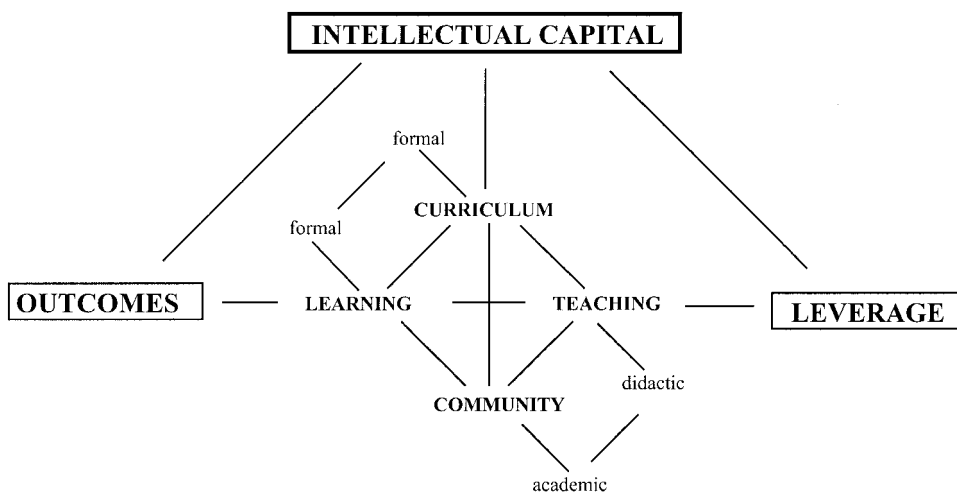 INTELLECTUAL CAPITAL
formal
CURRICULUM
formal
OUTCOMES
LEARNING
TEACHING
LEVERAGE
didactic
COMMUNITY
academic